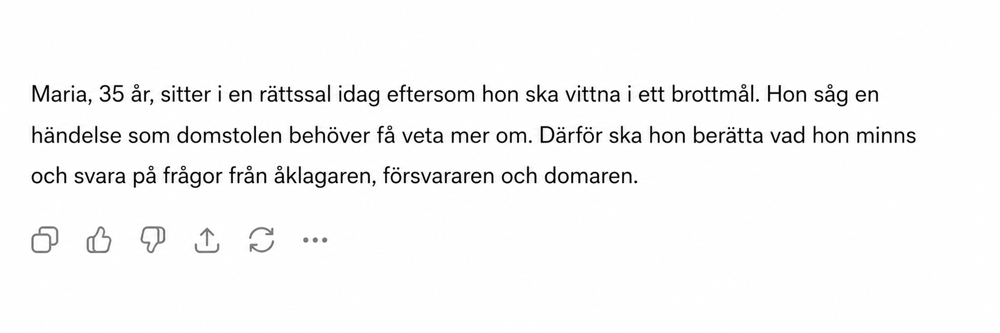 Maria, 35 år, sitter i en rättssal idag eftersom hon ska vittna i ett brottmål. Hon såg en
händelse som domstolen behöver få veta mer om. Därför ska hon berätta vad hon minns
och svara på frågor från åklagaren, försvararen och domaren.